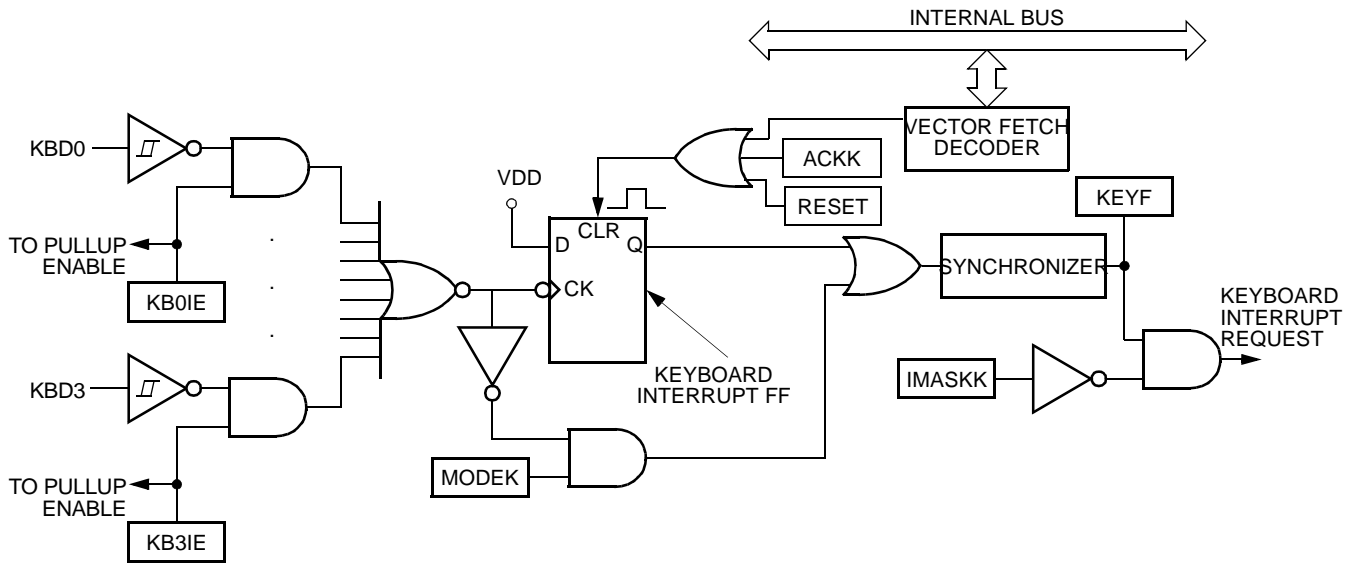 INTERNAL BUS
VECTOR FETCH
DECODER
ACKK
RESET
KBD0
VDD
KEYF
TO PULLUP
ENABLE
D
CLR
Q
CK
SYNCHRONIZER
KB0IE
KEYBOARD
INTERRUPT
REQUEST
KBD3
KEYBOARD
INTERRUPT FF
IMASKK
MODEK
TO PULLUP
ENABLE
KB3IE